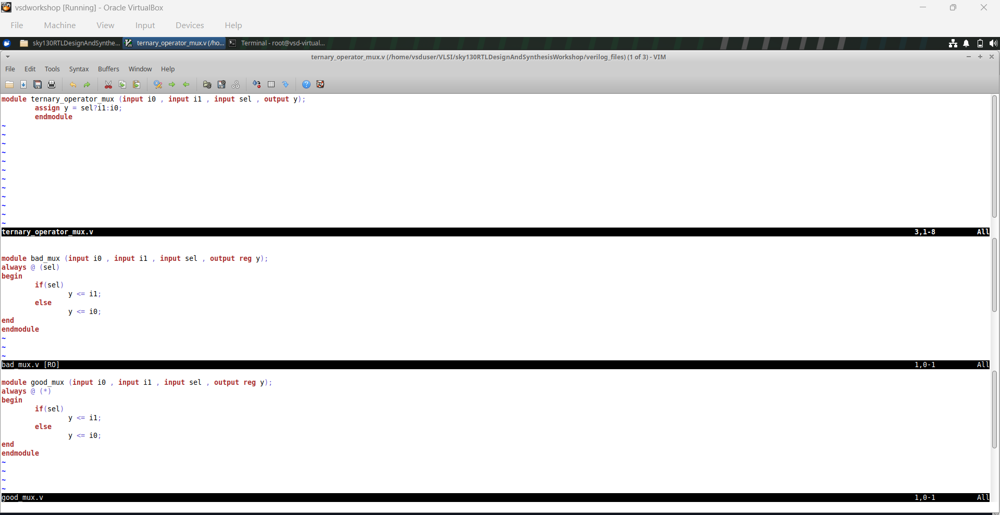 vsdworkshop [Running] - Oracle VirtualBox
File Machine View Input Devices Help
sky130RTLDesignAndSynthe... ternary_operator_mux.v (/ho... Terminal - root@vsd-virtual...
ternary_operator_mux.v (/home/vsduser/VLSI/sky130RTLDesignAndSynthesisWorkshop/verilog_files) (1 of 3) - VIM
File Edit Tools Syntax Buffers Window Help
module ternary_operator_mux (input i0 , input i1 , input sel , output y);
        assign y = sel?i1:i0;
        endmodule
~
~
~
~
~
~
~
~
~
~
~
~
ternary_operator_mux.v 3,1-8 All
module bad_mux (input i0 , input i1 , input sel , output reg y);
always @ (sel)
begin
        if(sel)
                y <= i1;
        else
                y <= i0;
end
endmodule
~
~
~
bad_mux.v [RO] 1,0-1 All
module good_mux (input i0 , input i1 , input sel , output reg y);
always @ (*)
begin
        if(sel)
                y <= i1;
        else
                y <= i0;
end
endmodule
~
~
~
~
good_mux.v 1,0-1 All